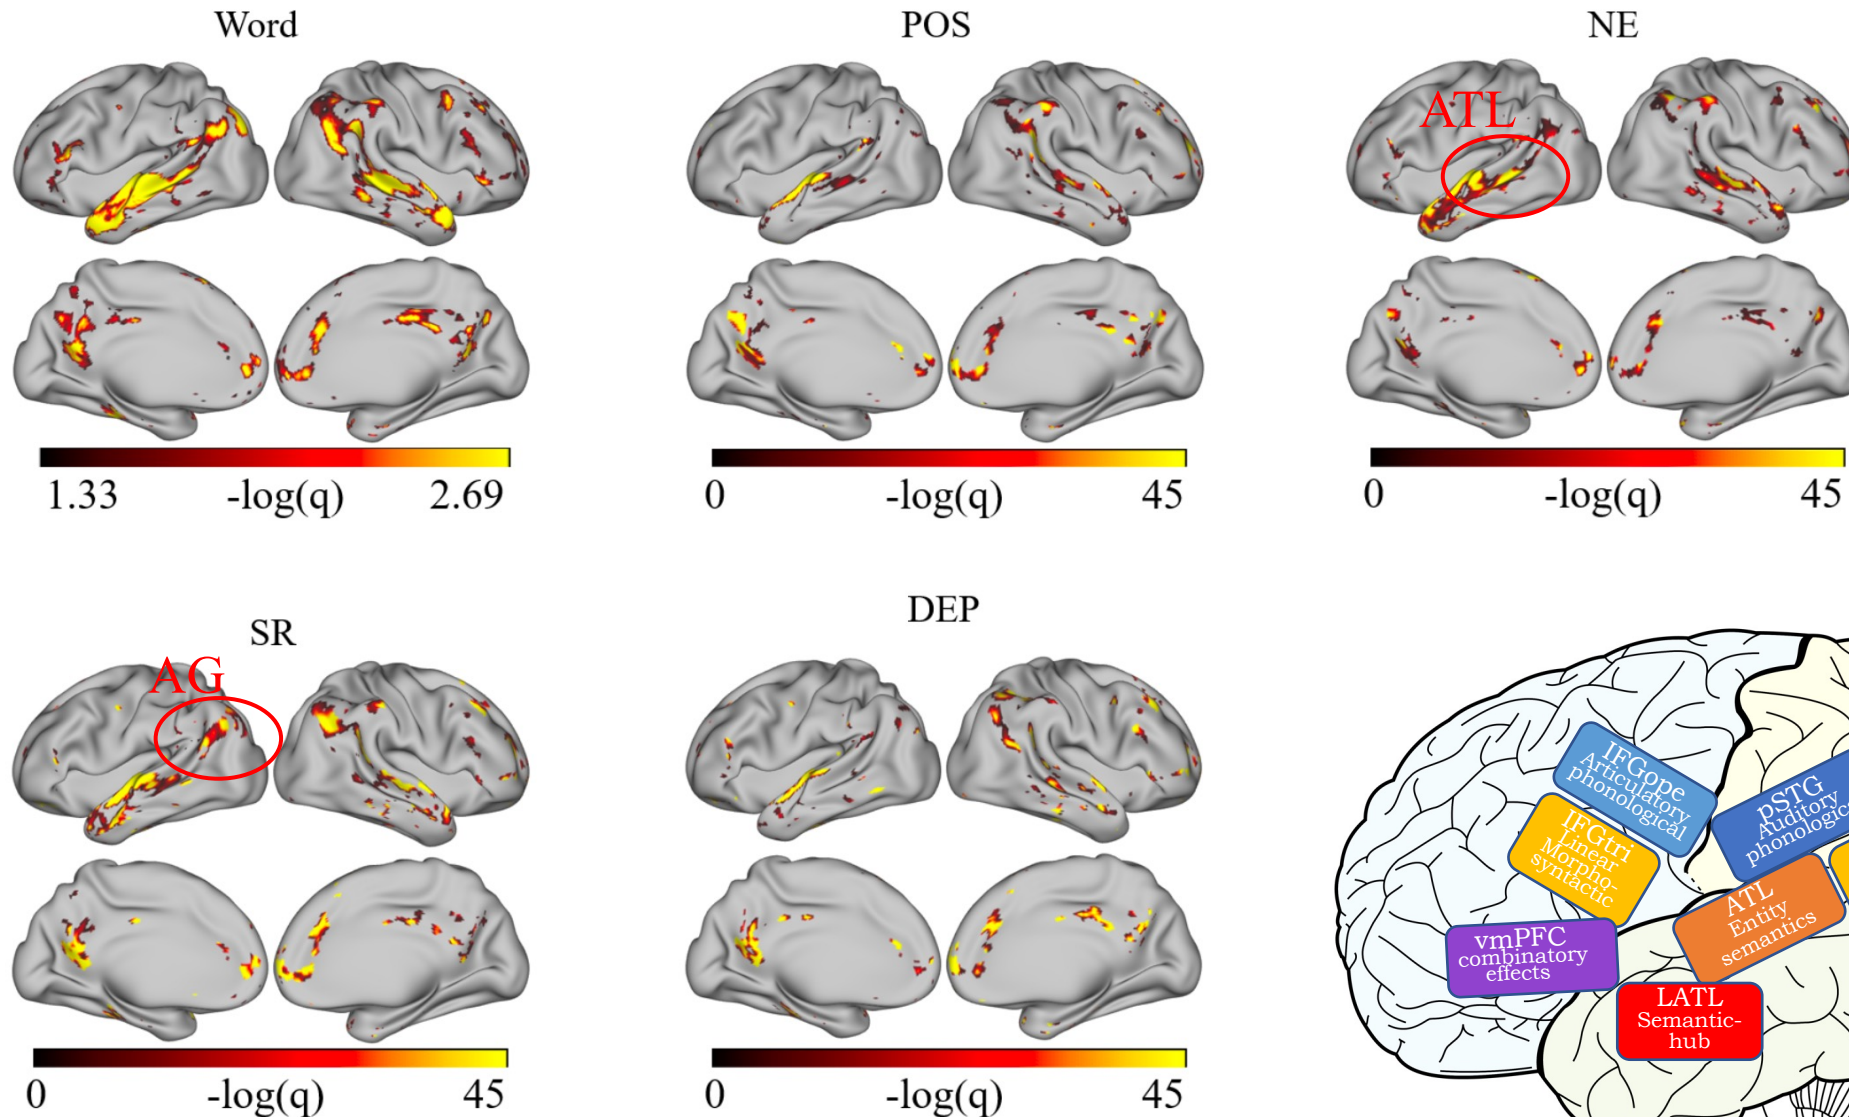 Word
POS
NE
ATL
1.33 -log(q) 2.69
0 -log(q) 45
0 -log(q) 45
SR
DEP
AG
0 -log(q) 45
0 -log(q) 45
IFGope
Articulatory
phonological
IFGtri
Linear
Morpho-
syntactic
pSTG
Auditory
phonologic
ATL
Entity
semantics
vmPFC
combinatory
effects
LATL
Semantic-
hub